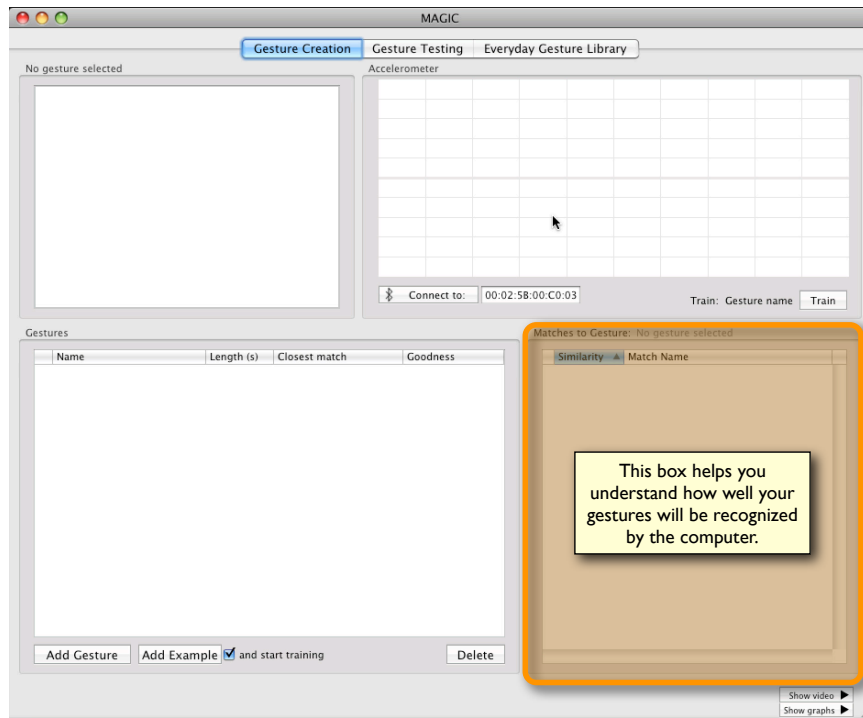 MAGIC
Gesture Creation Gesture Testing Everyday Gesture Library
No gesture selected
Accelerometer
Connect to: 00:02:5B:00:C0:03
Train: Gesture name Train
Gestures
Name Length (s) Closest match Goodness
Matches to Gesture: No gesture selected
Similarity Match Name
This box helps you
understand how well your
gestures will be recognized
by the computer.
Add Gesture Add Example and start training Delete
Show video
Show graphs